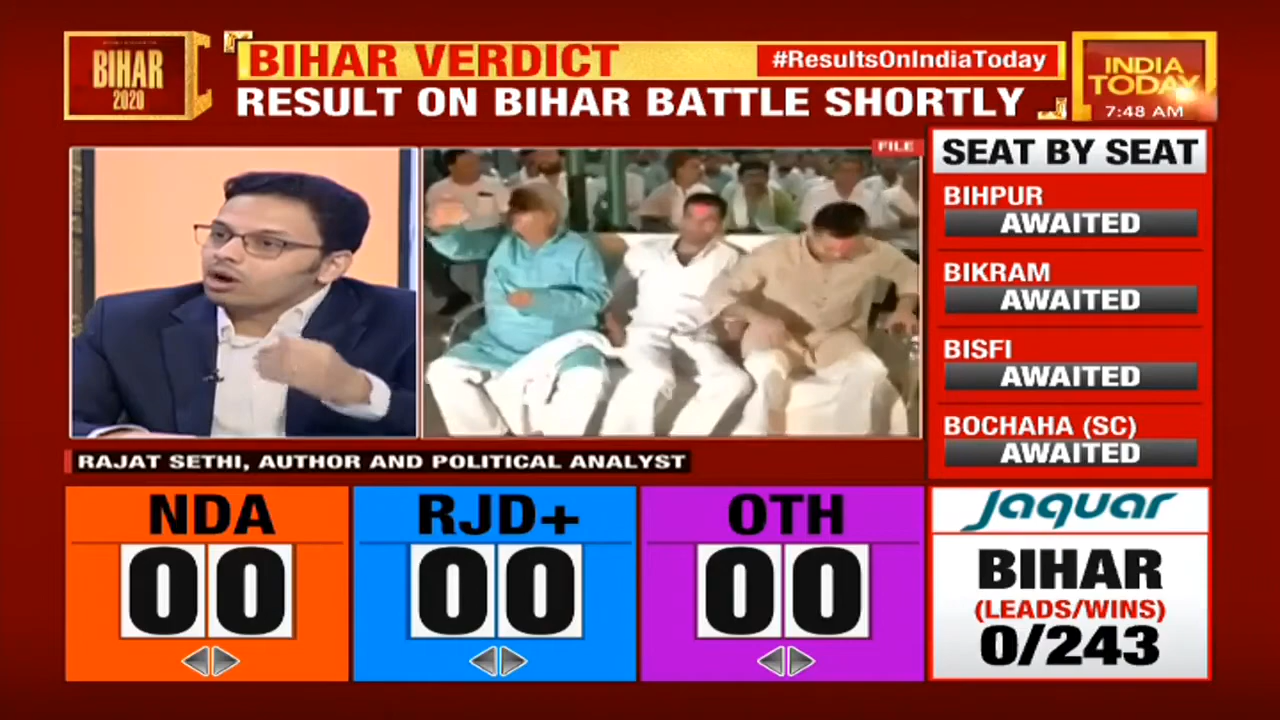 BIHAR
2020
BIHAR VERDICT
#ResultsOnIndiaToday
RESULT ON BIHAR BATTLE SHORTLY
INDIA
TODAY
7:48 AM
FILE
SEAT BY SEAT
BIHPUR
AWAITED
BIKRAM
AWAITED
BISFI
AWAITED
BOCHAHA (SC)
AWAITED
RAJAT SETHI, AUTHOR AND POLITICAL ANALYST
NDA
00
RJD+
00
OTH
00
Jaquar
BIHAR
(LEADS/WINS)
0/243